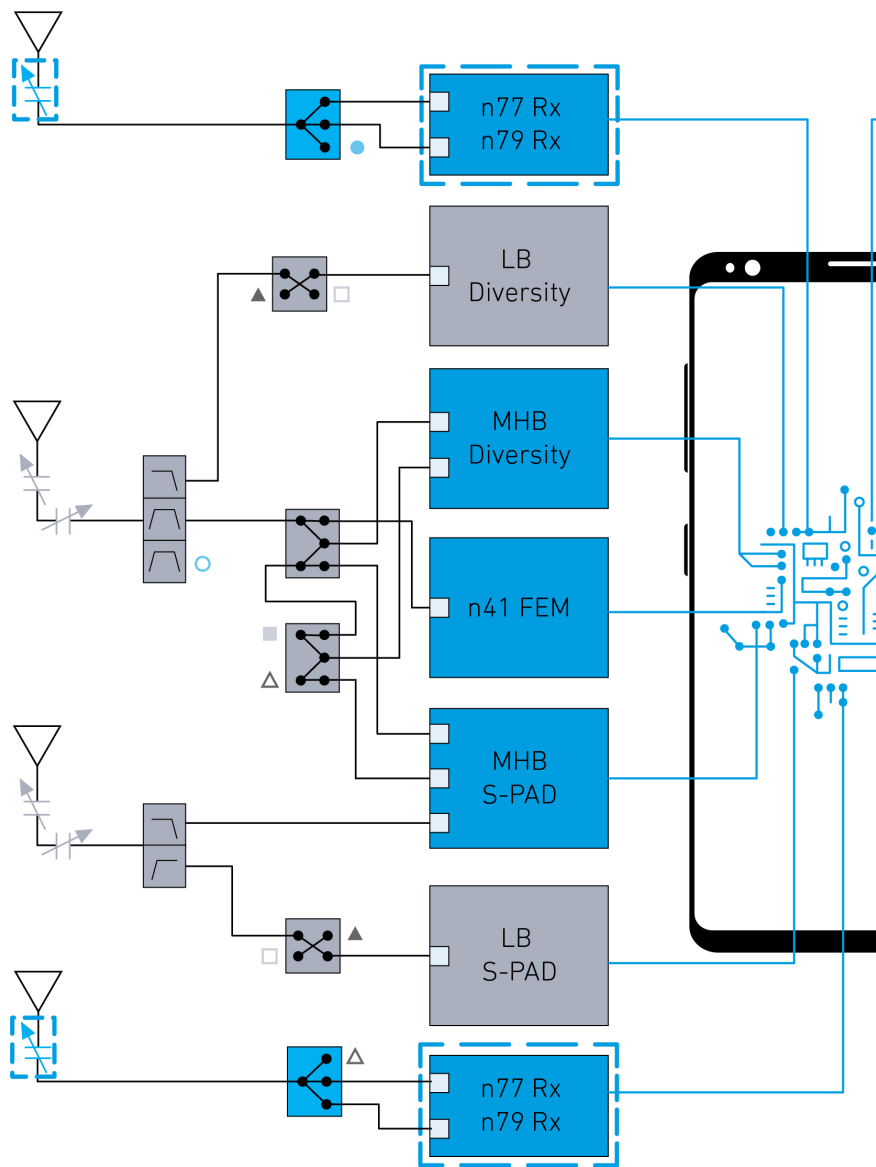 n77 Rx
n79 Rx
LB
Diversity
MHB
Diversity
n41 FEM
MHB
S-PAD
LB
S-PAD
n77 Rx
n79 Rx